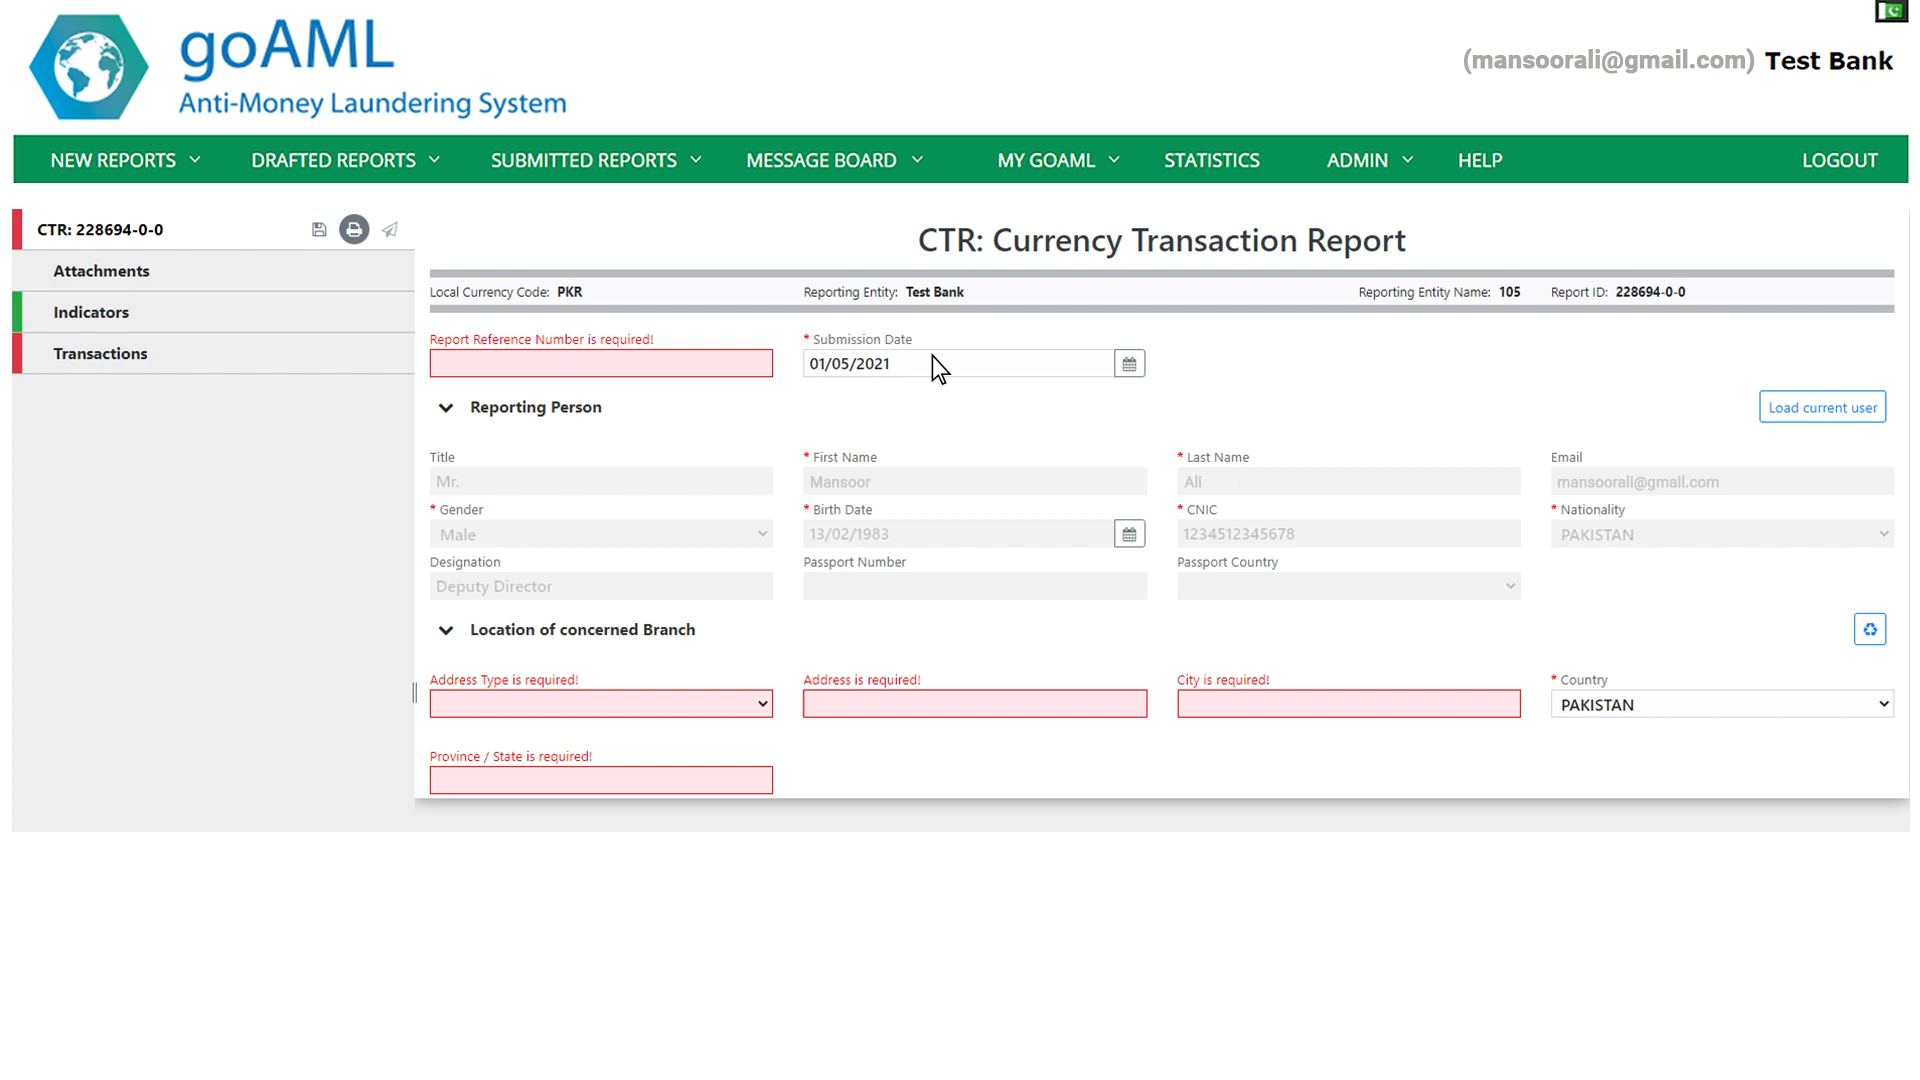 goAML
Anti-Money Laundering System
(mansoorali@gmail.com) Test Bank
NEW REPORTS DRAFTED REPORTS SUBMITTED REPORTS MESSAGE BOARD MY GOAML STATISTICS ADMIN HELP LOGOUT
CTR: 228694-0-0
Attachments
Indicators
Transactions
CTR: Currency Transaction Report
Local Currency Code: PKR Reporting Entity: Test Bank Reporting Entity Name: 105 Report ID: 228694-0-0
Report Reference Number is required! * Submission Date
01/05/2021
Reporting Person Load current user
Title * First Name * Last Name Email
Mr. Mansoor Ali mansoorali@gmail.com
* Gender * Birth Date * CNIC * Nationality
Male 13/02/1983 1234512345678 PAKISTAN
Designation Passport Number Passport Country
Deputy Director
Location of concerned Branch
Address Type is required! Address is required! City is required! * Country
PAKISTAN
Province / State is required!